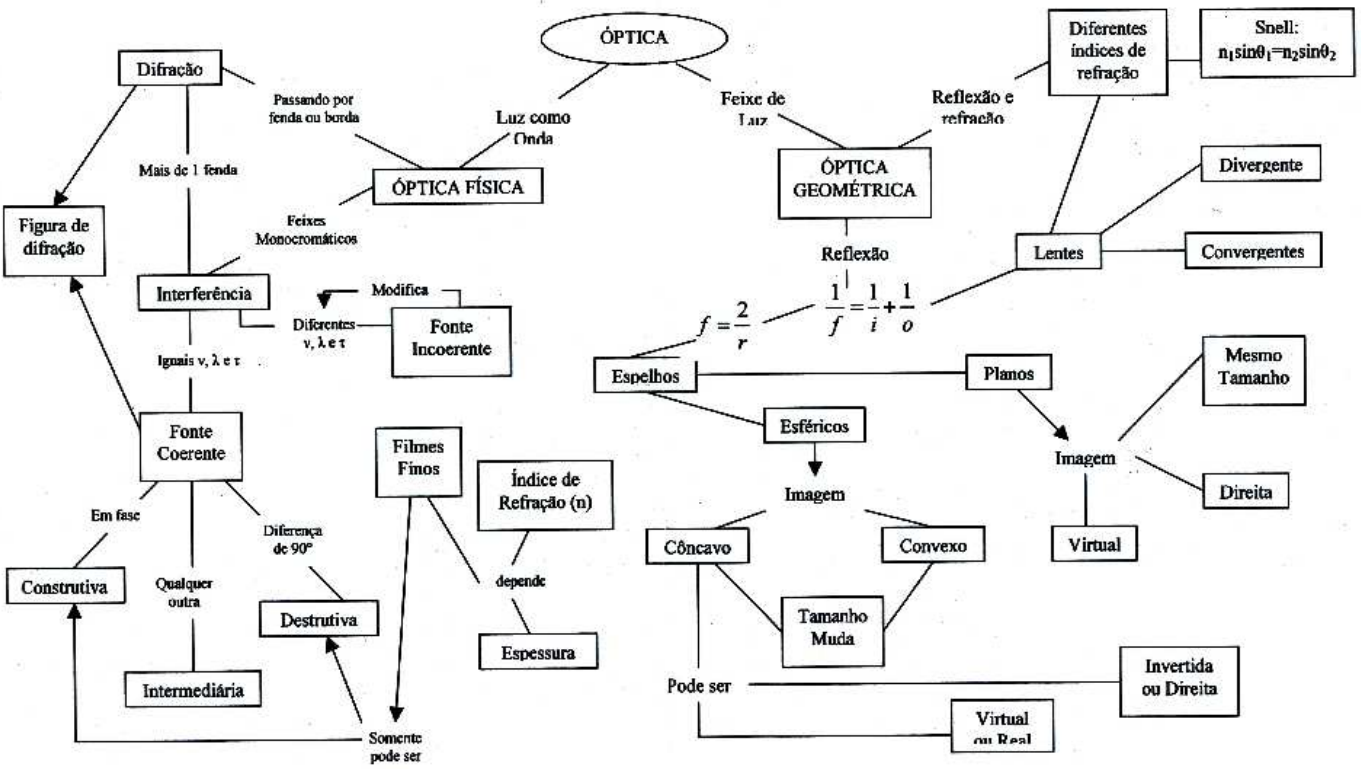 ÓPTICA
Difração
Passando por
fenda ou borda
Luz como
Onda
Feixe de
Luz
Reflexão e
refração
Diferentes
índices de
refração
Snell:
n₁sinθ₁=n₂sinθ₂
Mais de 1 fenda
ÓPTICA FÍSICA
ÓPTICA
GEOMÉTRICA
Divergente
Figura de
difração
Feixes
Monocromáticos
Reflexão
Lentes
Convergentes
Interferência
Modifica
Diferentes
ν, λ e τ
Fonte
Incoerente
f = 2/r
1/f = 1/i + 1/o
Iguais ν, λ e τ
Espelhos
Planos
Mesmo
Tamanho
Fonte
Coerente
Filmes
Finos
Esféricos
Imagem
Índice de
Refração (n)
Imagem
Direita
Em fase
Diferença
de 90º
Côncavo
Convexo
Virtual
Construtiva
Qualquer
outra
Destrutiva
depende
Tamanho
Muda
Espessura
Intermediária
Pode ser
Invertida
ou Direita
Virtual
ou Real
Somente
pode ser